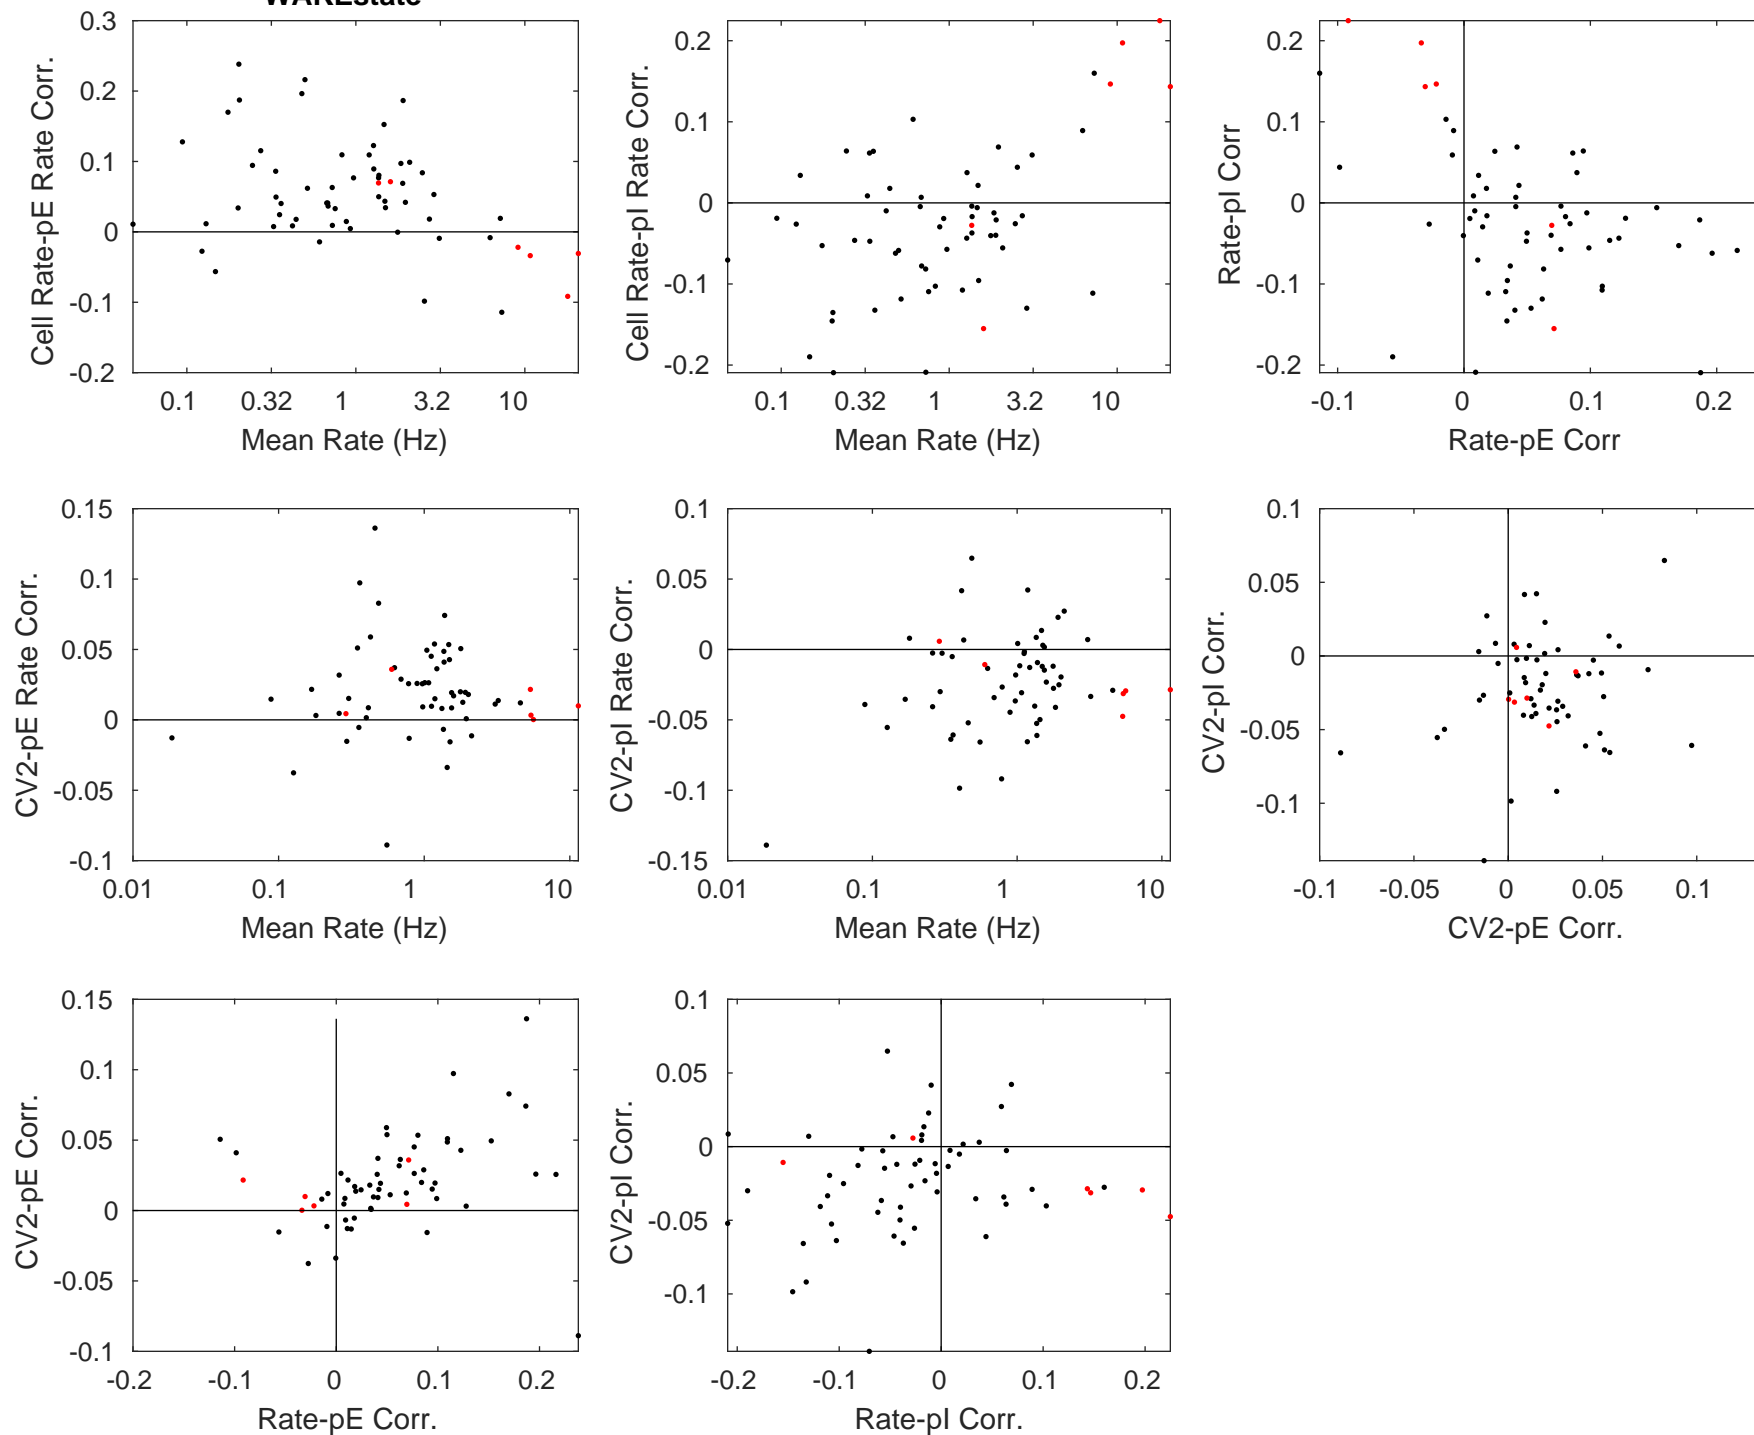 WAKEstate
0.3
0.2
0.1
0
-0.1
-0.2
Cell Rate-pE Rate Corr.
0.1 0.32 1 3.2 10
Mean Rate (Hz)
0.2
0.1
0
-0.1
-0.2
Cell Rate-pI Rate Corr.
0.1 0.32 1 3.2 10
Mean Rate (Hz)
0.2
0.1
0
-0.1
-0.2
Rate-pI Corr
-0.1 0 0.1 0.2
Rate-pE Corr
0.15
0.1
0.05
0
-0.05
-0.1
CV2-pE Rate Corr.
0.01 0.1 1 10
Mean Rate (Hz)
0.1
0.05
0
-0.05
-0.1
-0.15
CV2-pI Rate Corr.
0.01 0.1 1 10
Mean Rate (Hz)
0.1
0.05
0
-0.05
-0.1
CV2-pI Corr.
-0.1 -0.05 0 0.05 0.1
CV2-pE Corr.
0.15
0.1
0.05
0
-0.05
-0.1
CV2-pE Corr.
-0.2 -0.1 0 0.1 0.2
Rate-pE Corr.
0.1
0.05
0
-0.05
-0.1
CV2-pI Corr.
-0.2 -0.1 0 0.1 0.2
Rate-pI Corr.